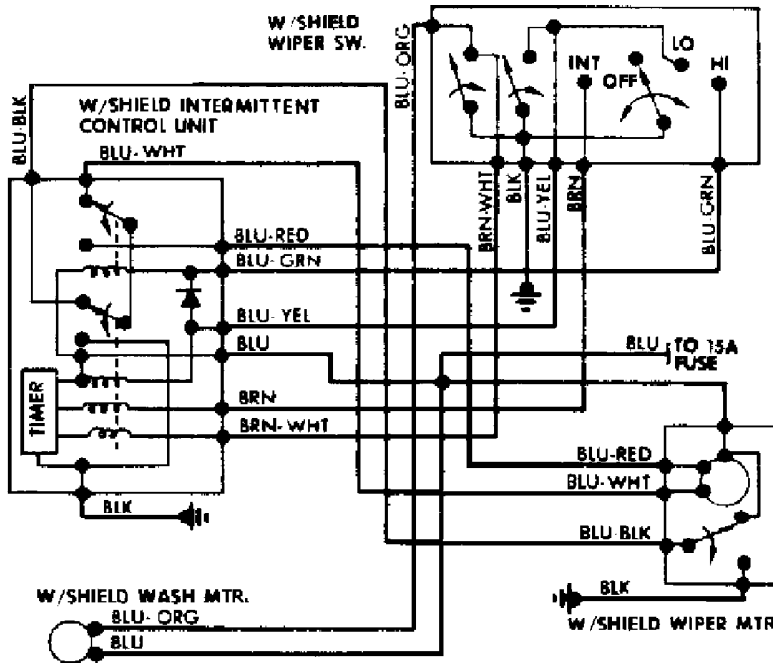 W/SHIELD
WIPER SW.
BLU-ORG
LO
INT
OFF
HI
BLU-BLK
W/SHIELD INTERMITTENT
CONTROL UNIT
BLU-WHT
BRN-WHT
BLK
BLU-YEL
BRN
BLU-GRN
BLU-RED
BLU-GRN
BLU-YEL
BLU
BLU
TO 15A
FUSE
TIMER
BRN
BRN-WHT
BLU-RED
BLU-WHT
BLK
BLU-BLK
BLK
W/SHIELD WASH MTR.
BLU-ORG
BLU
W/SHIELD WIPER MTR